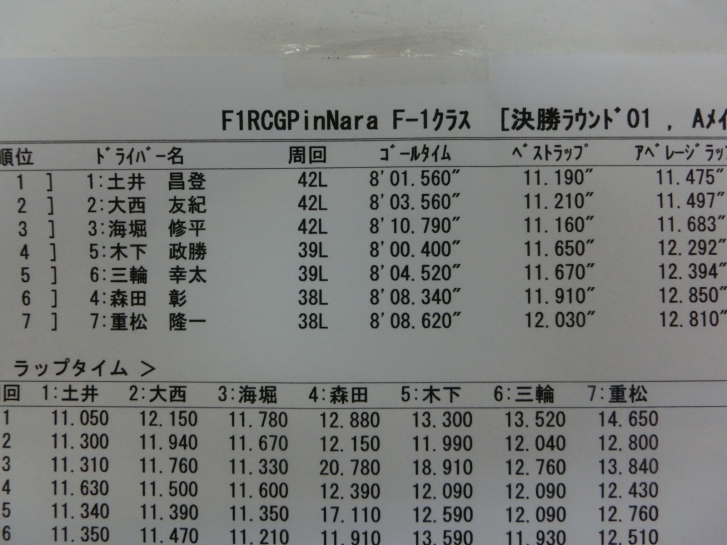 F1RCGPinNara F-1ｸﾗｽ [決勝ﾗｳﾝﾄﾞ01 , Aﾒｲ
順位 ﾄﾞﾗｲﾊﾞｰ名 周回 ｺﾞｰﾙﾀｲﾑ ﾍﾞｽﾄﾗｯﾌﾟ ｱﾍﾞﾚｰｼﾞﾗｯ
1 ] 1:土井 昌登 42L 8'01.560" 11.190" 11.475"
2 ] 2:大西 友紀 42L 8'03.560" 11.210" 11.497"
3 ] 3:海堀 修平 42L 8'10.790" 11.160" 11.683"
4 ] 5:木下 政勝 39L 8'00.400" 11.650" 12.292"
5 ] 6:三輪 幸太 39L 8'04.520" 11.670" 12.394"
6 ] 4:森田 彰 38L 8'08.340" 11.910" 12.850"
7 ] 7:重松 隆一 38L 8'08.620" 12.030" 12.810"
ラップタイム >
回 1:土井 2:大西 3:海堀 4:森田 5:木下 6:三輪 7:重松
1 11.050 12.150 11.780 12.880 13.300 13.520 14.650
2 11.300 11.940 11.670 12.150 11.990 12.040 12.800
3 11.310 11.760 11.330 20.780 18.910 12.760 13.840
4 11.630 11.500 11.600 12.390 12.090 12.090 12.430
5 11.340 11.390 11.350 17.110 12.590 12.090 12.760
6 11.350 11.470 11.210 11.910 13.590 11.930 12.510